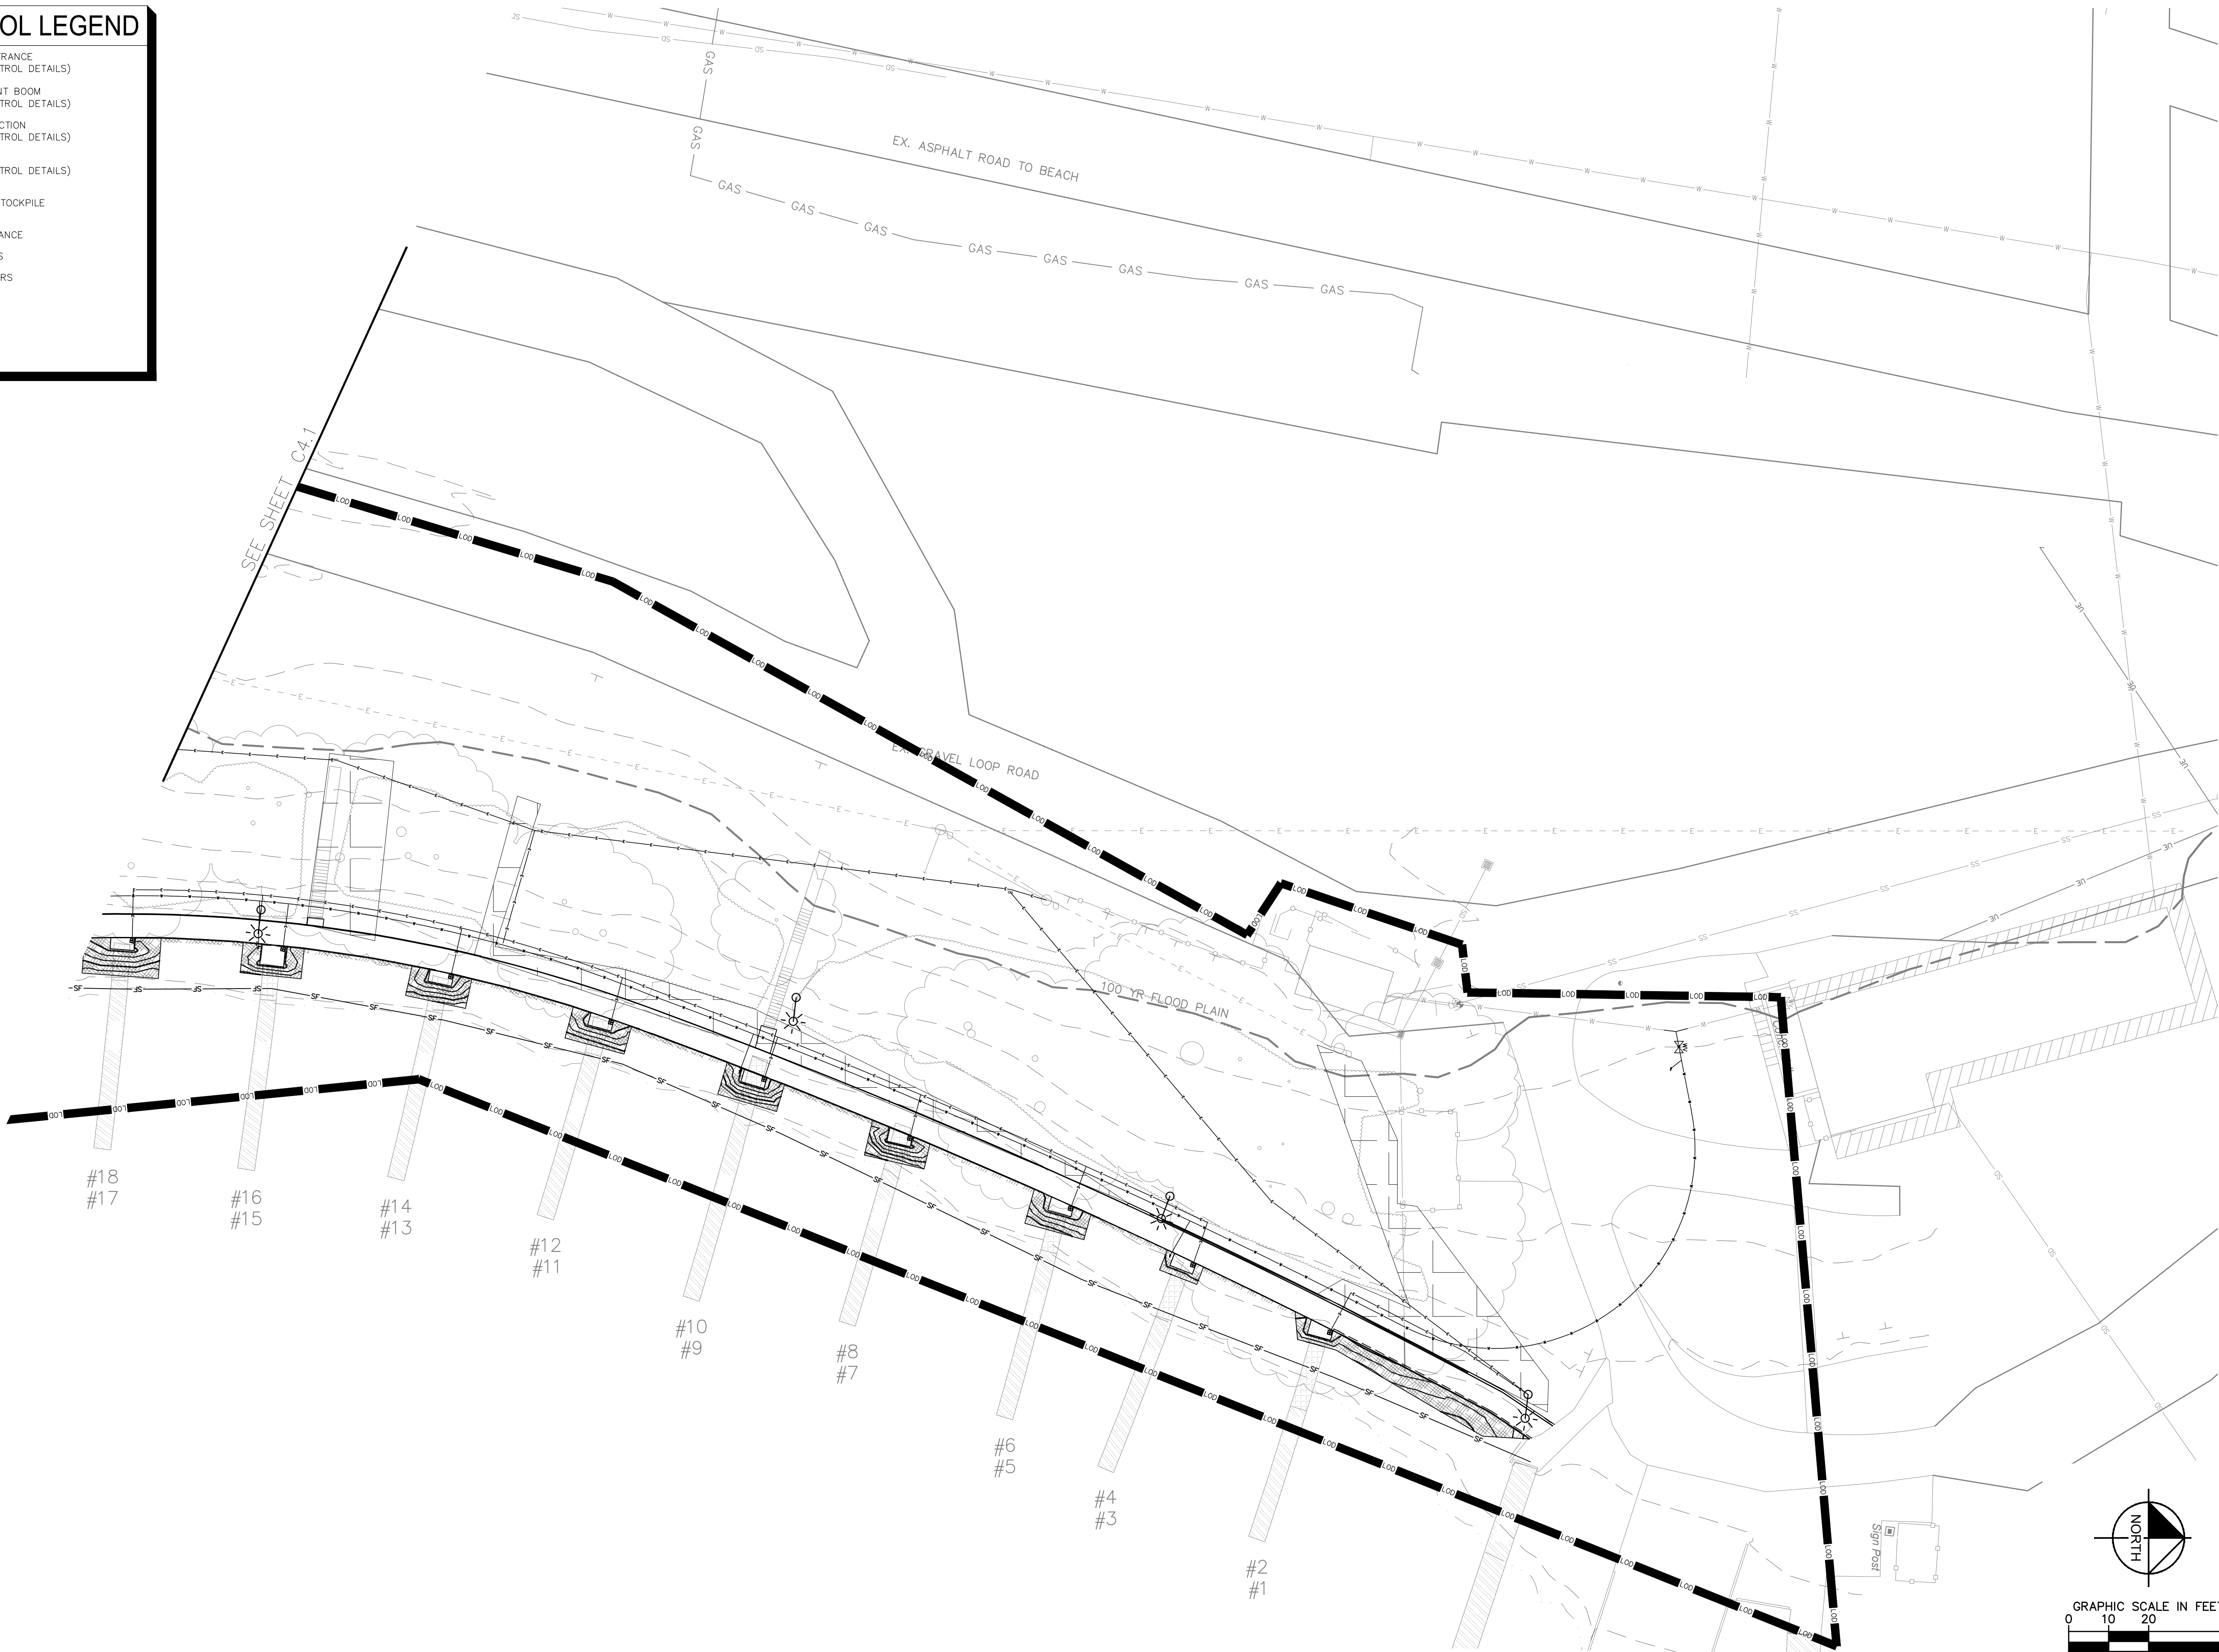 OL LEGEND
TRANCE
TROL DETAILS)
NT BOOM
TROL DETAILS)
CTION
TROL DETAILS)
TROL DETAILS)
TOCKPILE
ANCE
S
RS
GAS
GAS
GAS
GAS
GAS
GAS
GAS
GAS
GAS
GAS
EX. ASPHALT ROAD TO BEACH
SEE SHEET C4.1
EX. GRAVEL LOOP ROAD
100 YR FLOOD PLAIN
#18
#17
#16
#15
#14
#13
#12
#11
#10
#9
#8
#7
#6
#5
#4
#3
#2
#1
Sign Post
NORTH
GRAPHIC SCALE IN FEET
0 10 20